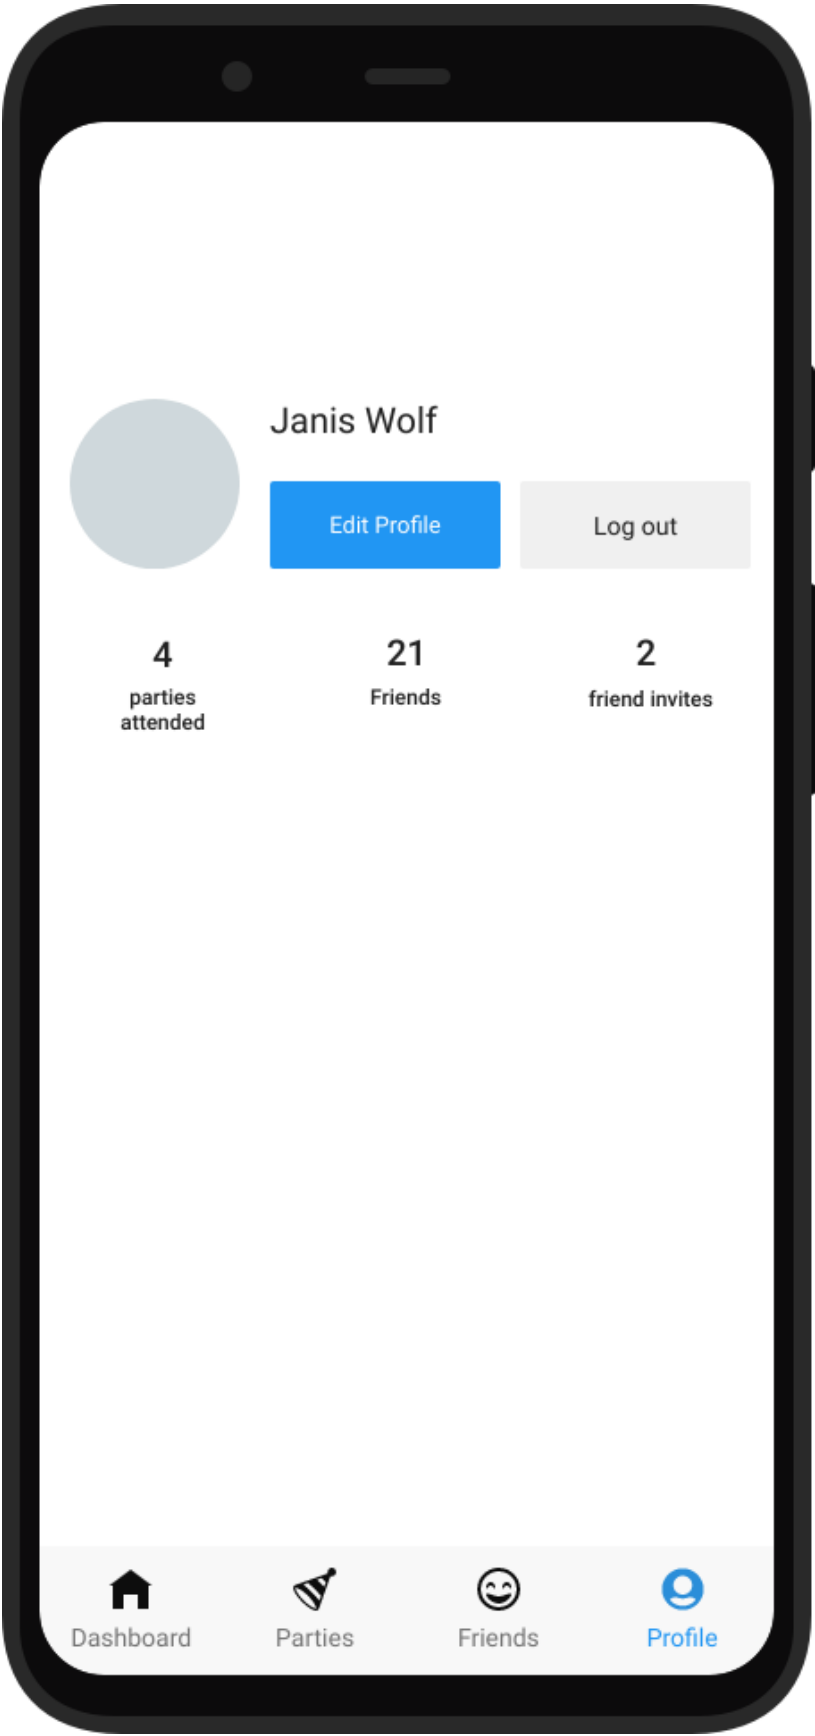 Janis Wolf
Edit Profile
Log out
4
21
2
parties
attended
Friends
friend invites
Dashboard
Parties
Friends
Profile